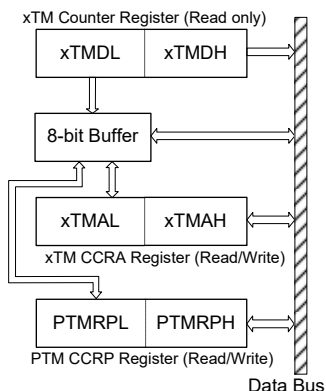 xTM Counter Register (Read only)
xTMDL xTMDH
8-bit Buffer
xTMAL xTMAH
xTM CCRA Register (Read/Write)
PTMRPL PTMRPH
PTM CCRP Register (Read/Write)
Data Bus